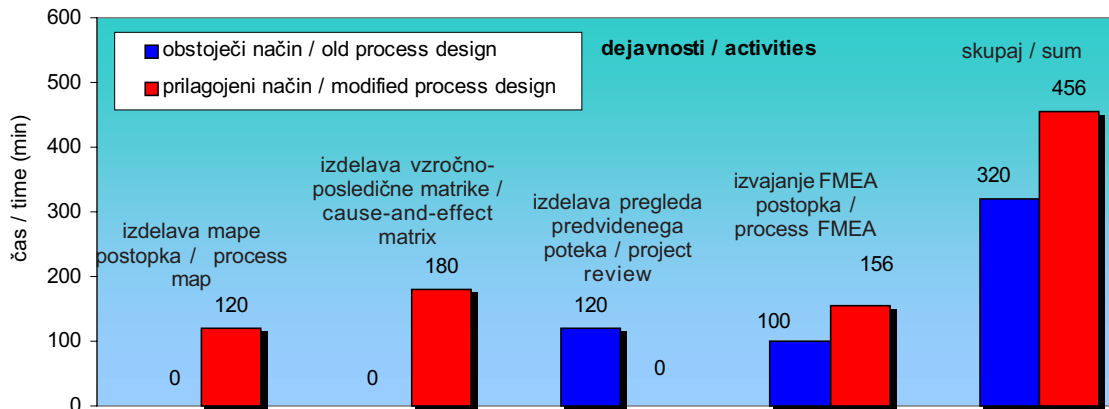 600
500
400
300
200
100
0
čas / time (min)
obstoječi način / old process design
prilagojeni način / modified process design
dejavnosti / activities
skupaj / sum
izdelava mape
postopka / process
map
izdelava vzročno-
posledične matrike /
cause-and-effect
matrix
izdelava pregleda
predvidenega
poteka / project
review
izvajanje FMEA
postopka /
process FMEA
0
120
0
180
120
0
100
156
320
456